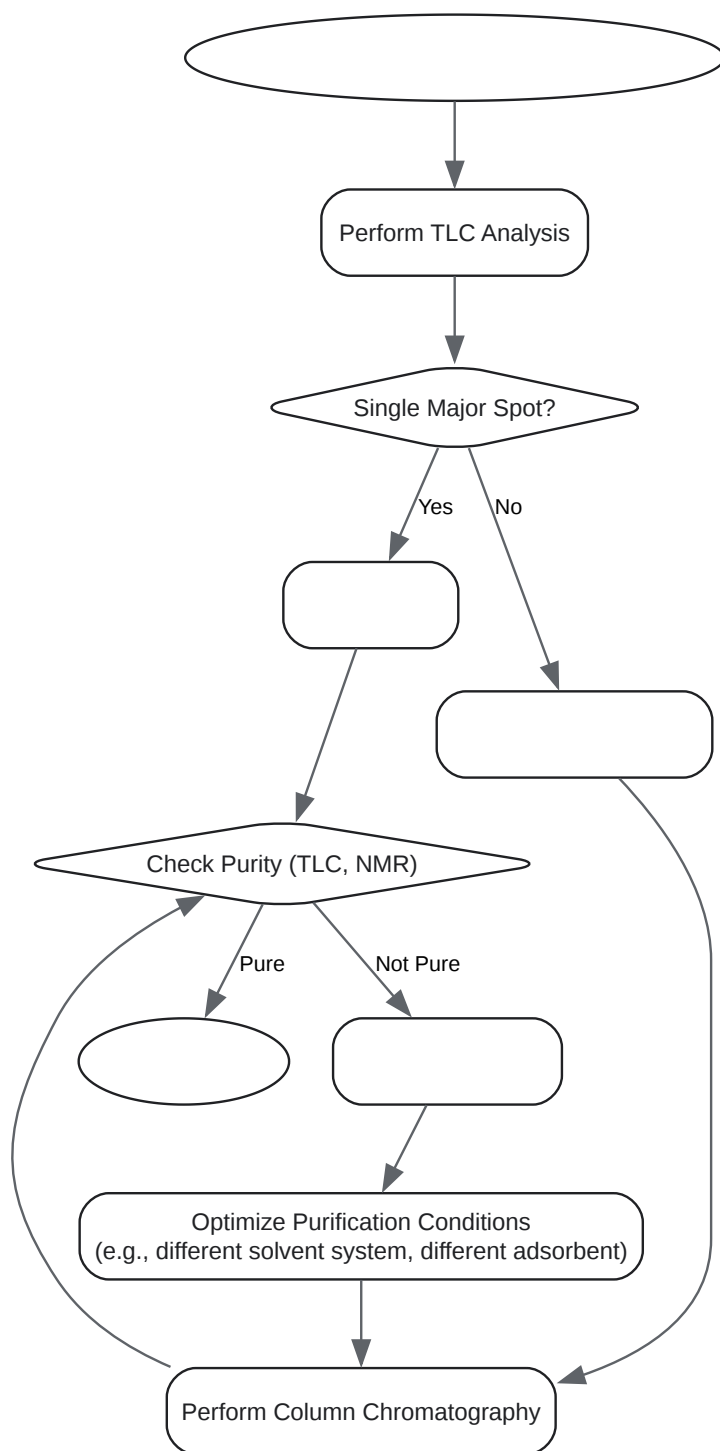 Perform TLC Analysis
Single Major Spot?
Yes
No
Check Purity (TLC, NMR)
Pure
Not Pure
Optimize Purification Conditions
(e.g., different solvent system, different adsorbent)
Perform Column Chromatography